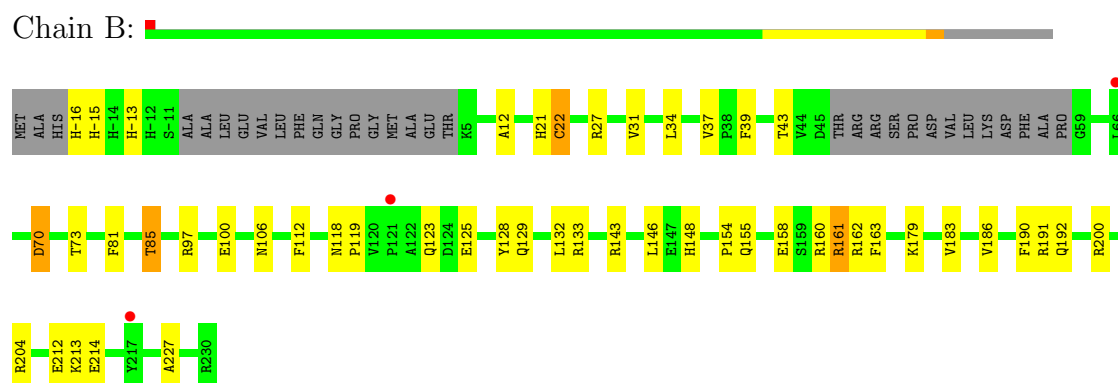 Chain B:
MET ALA HIS H-16 H-15 H-14 H-13 H-12 S-11 ALA ALA LEU GLU VAL LEU PHE GLN GLY PRO GLY MET ALA GLU THR K5 A12 H21 C22 R27 V31 L34 V37 P38 F39 T43 V44 D45 THR ARG ARG SER PRO ASP VAL LEU LYS ASP PHE ALA PRO G59 L66
D70 T73 F81 T85 R97 E100 N106 F112 N118 P119 V120 P121 A122 Q123 D124 E125 Y128 Q129 L132 R133 R143 L146 E147 H148 P154 Q155 E158 S159 R160 R161 R162 F163 K179 V183 V186 F190 R191 Q192 R200
R204 E212 K213 E214 Y217 A227 R230